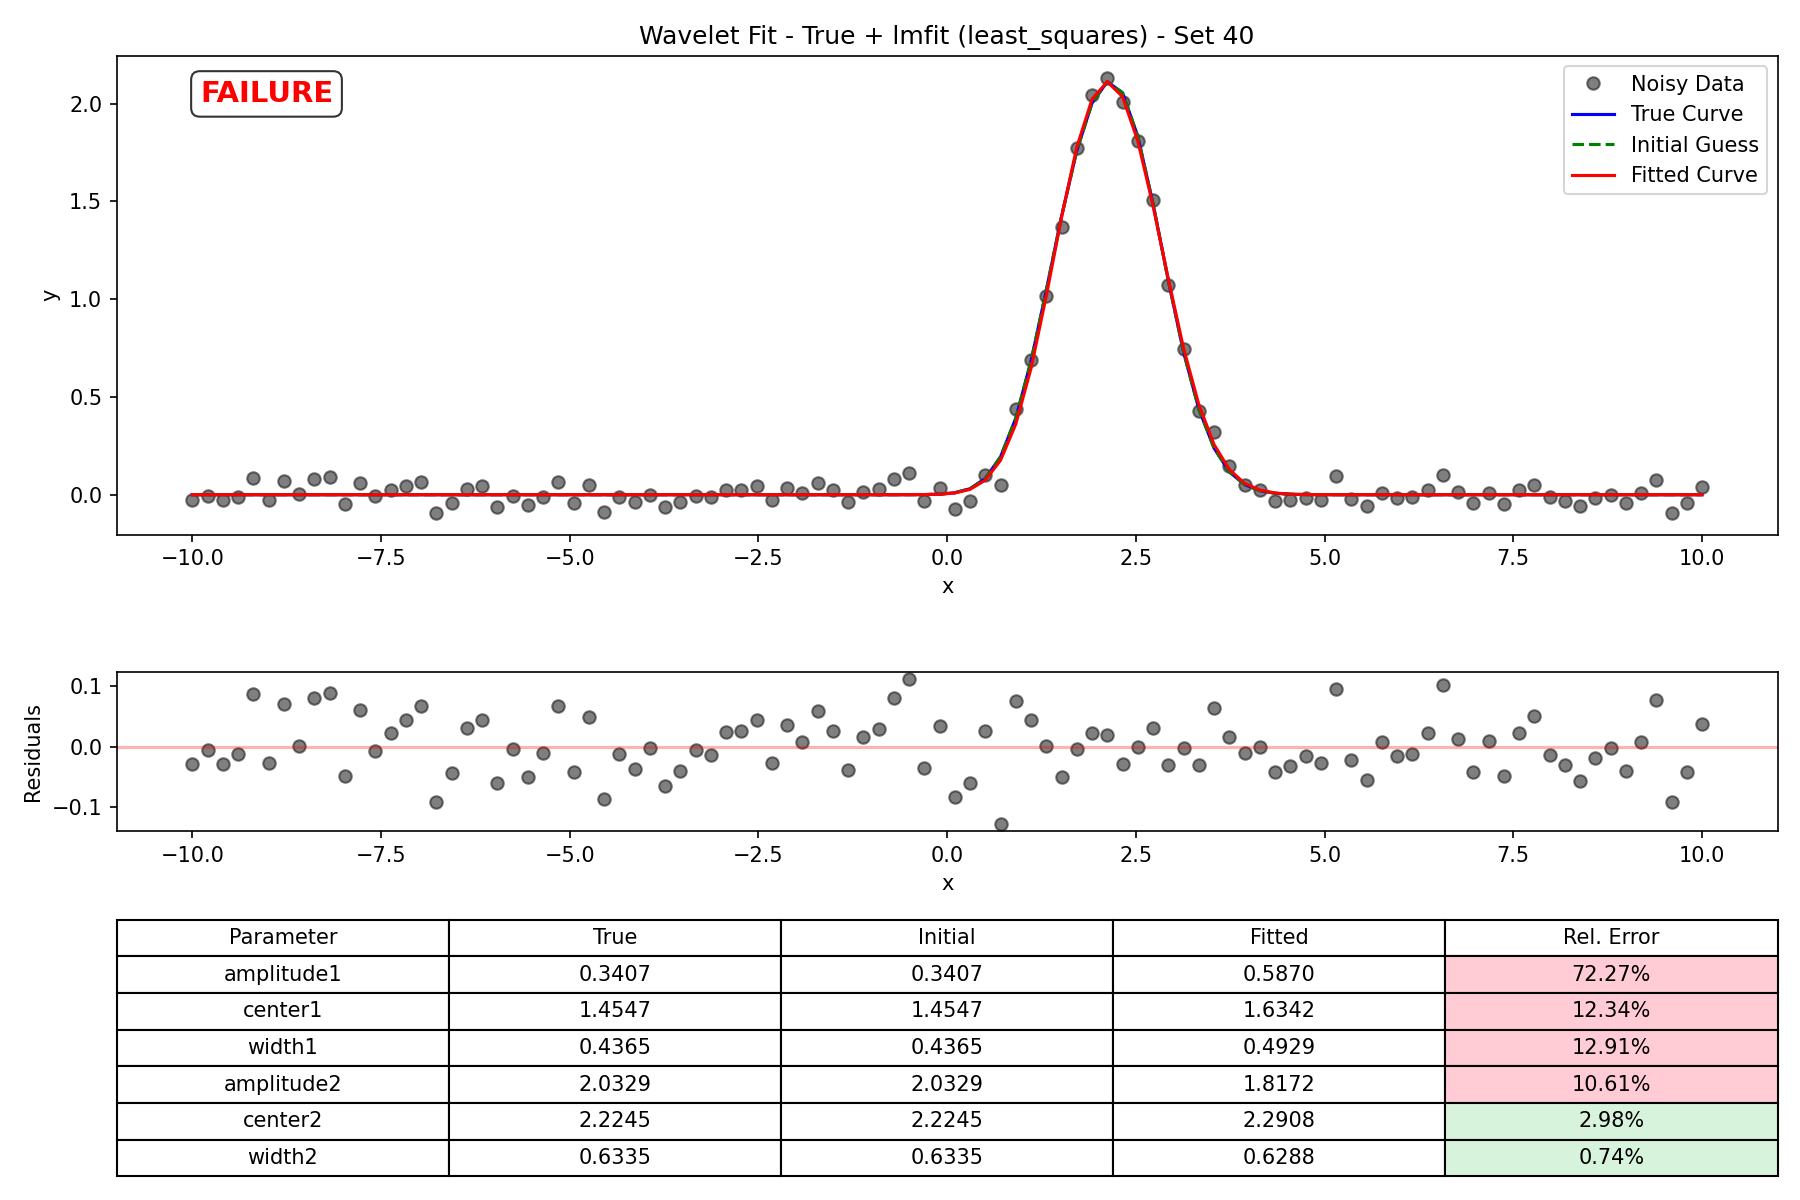 Wavelet Fit - True + lmfit (least_squares) - Set 40
FAILURE
Noisy Data
True Curve
Initial Guess
Fitted Curve
y
2.0
1.5
1.0
0.5
0.0
−10.0 −7.5 −5.0 −2.5 0.0 2.5 5.0 7.5 10.0
x
Residuals
0.1
0.0
−0.1
−10.0 −7.5 −5.0 −2.5 0.0 2.5 5.0 7.5 10.0
x
Parameter True Initial Fitted Rel. Error
amplitude1 0.3407 0.3407 0.5870 72.27%
center1 1.4547 1.4547 1.6342 12.34%
width1 0.4365 0.4365 0.4929 12.91%
amplitude2 2.0329 2.0329 1.8172 10.61%
center2 2.2245 2.2245 2.2908 2.98%
width2 0.6335 0.6335 0.6288 0.74%